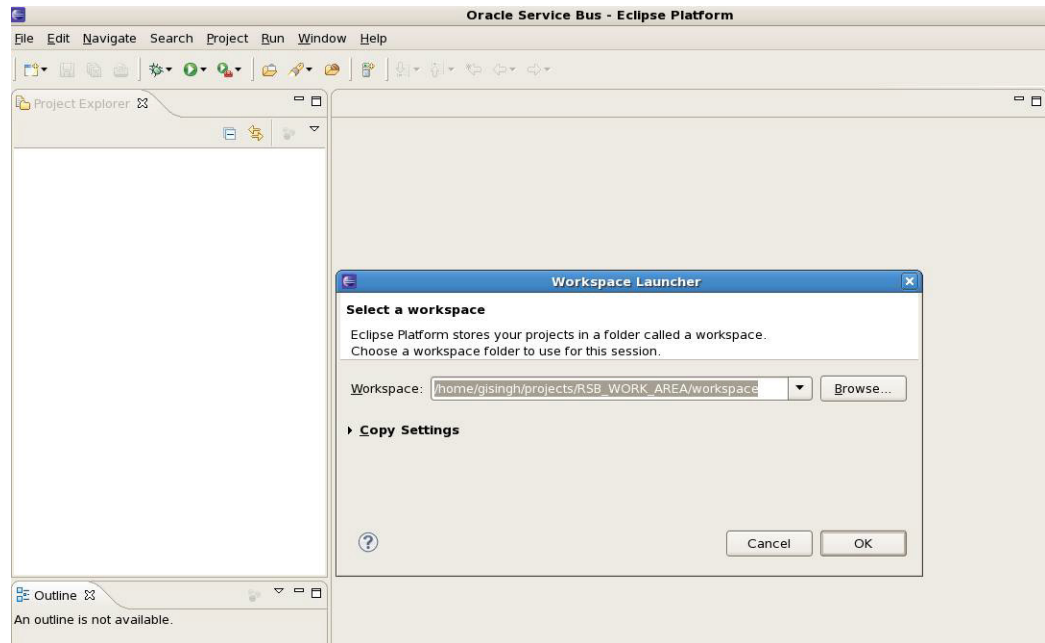 Oracle Service Bus - Eclipse Platform
File Edit Navigate Search Project Run Window Help
Project Explorer
Workspace Launcher
Select a workspace
Eclipse Platform stores your projects in a folder called a workspace.
Choose a workspace folder to use for this session.
Workspace: /home/gisingh/projects/RSB_WORK_AREA/workspace Browse...
Copy Settings
Cancel OK
Outline
An outline is not available.